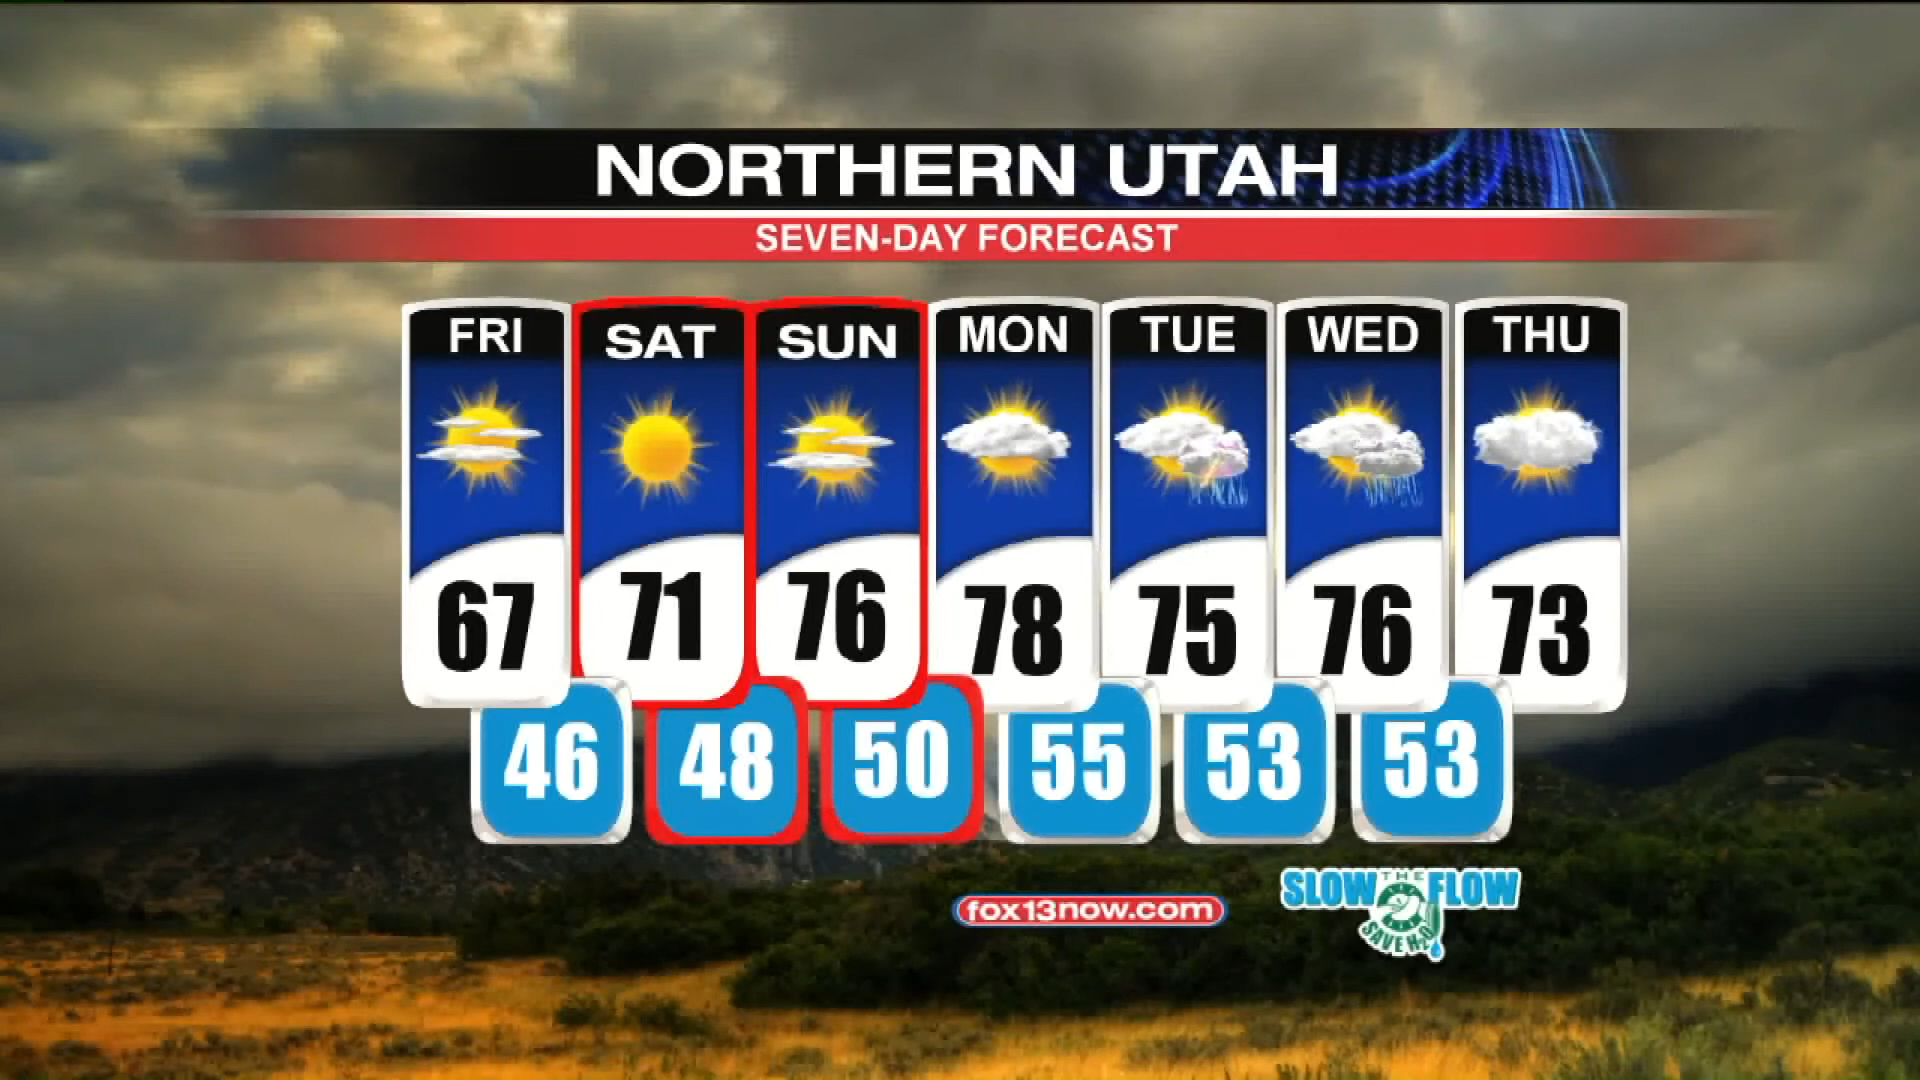 NORTHERN UTAH
SEVEN-DAY FORECAST
FRI SAT SUN MON TUE WED THU
67 71 76 78 75 76 73
46 48 50 55 53 53
fox13now.com
SLOW THE FLOW
SAVE H2O